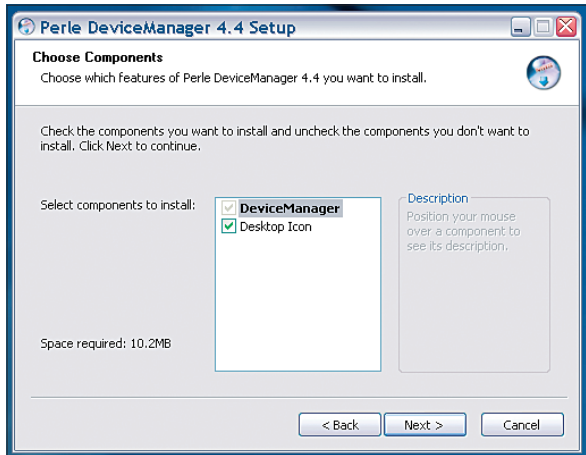 Perle DeviceManager 4.4 Setup
Choose Components
Choose which features of Perle DeviceManager 4.4 you want to install.
Check the components you want to install and uncheck the components you don't want to
install. Click Next to continue.
Select components to install:
DeviceManager
Desktop Icon
Description
Position your mouse
over a component to
see its description.
Space required: 10.2MB
< Back
Next >
Cancel